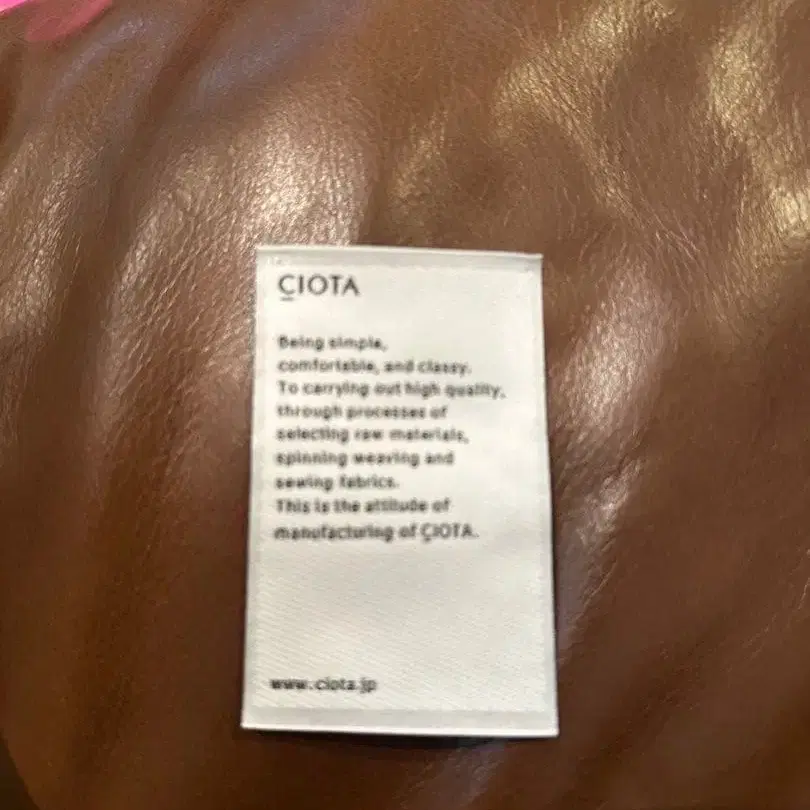 ÇIOTA
Being simple,
comfortable, and classy.
To carrying out high quality,
through processes of
selecting raw materials,
spinning weaving and
sewing fabrics.
This is the attitude of
manufacturing of ÇIOTA.
www.ciota.jp